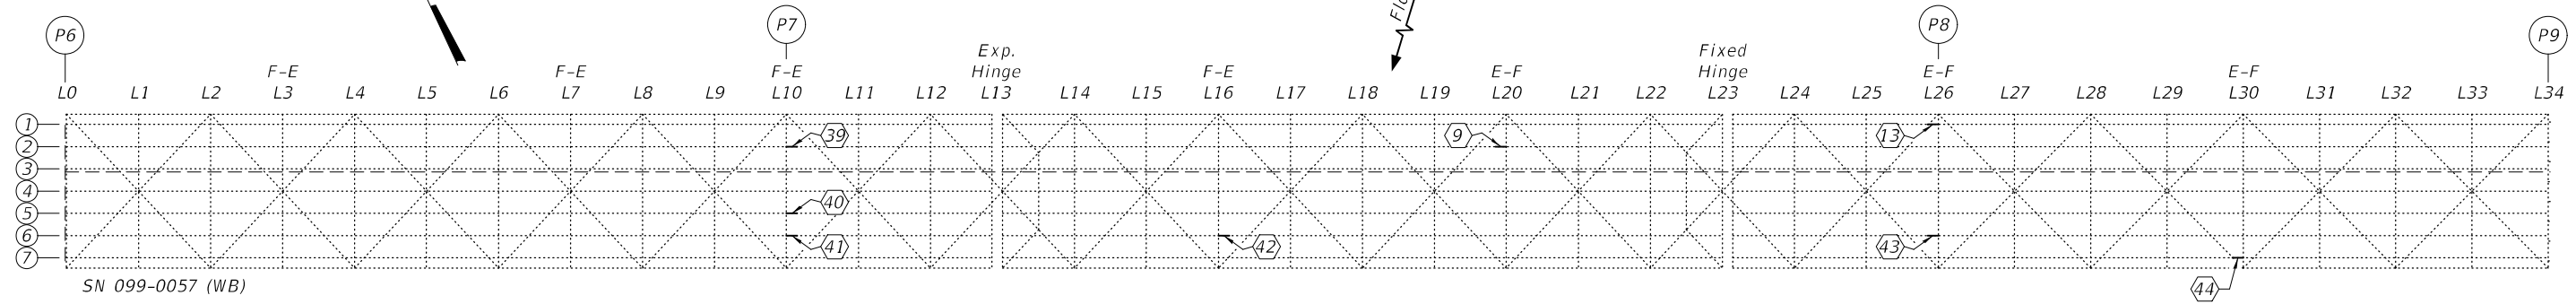 P6 P7 P8 P9
Flo
Exp. Fixed
F-E F-E F-E Hinge F-E E-F Hinge E-F E-F
L0 L1 L2 L3 L4 L5 L6 L7 L8 L9 L10 L11 L12 L13 L14 L15 L16 L17 L18 L19 L20 L21 L22 L23 L24 L25 L26 L27 L28 L29 L30 L31 L32 L33 L34
1
39 9 13
2
3
4
40
5
6
41 42 43
7
SN 099-0057 (WB)
44